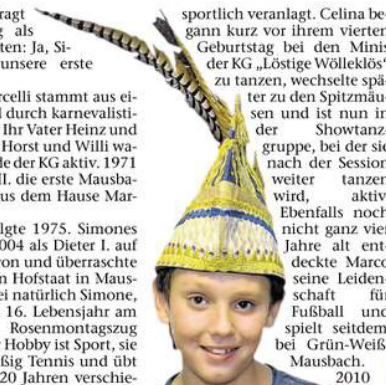 ragt
g als
ten: Ja, Si-
unsere erste
rcelli stammt aus ei-
d durch karnevalisti-
Ihr Vater Heinz und
Horst und Willi wa-
de der KG aktiv. 1971
II. die erste Mausba-
us dem Hause Mar-
lgte 1975. Simones
004 als Dieter I. auf
ron und überraschte
n Hofstaat in Maus-
ei natürlich Simone,
16. Lebensjahr am
Rosenmontagszug
r Hobby ist Sport, sie
ßig Tennis und übt
20 Jahren verschie-
sportlich veranlagt. Celina be-
gann kurz vor ihrem vierten
Geburtstag bei den Minis
der KG „Löstige Wölleklös“
zu tanzen, wechselte spä-
ter zu den Spitzmäu-
sen und ist nun in
der Showtanz-
gruppe, bei der sie
nach der Session
weiter tanzen
wird, aktiv.
Ebenfalls noch
nicht ganz vier
Jahre alt ent-
deckte Marco
seine Leiden-
schaft für
Fußball und
spielt seitdem
bei Grün-Weiß
Mausbach.
2010